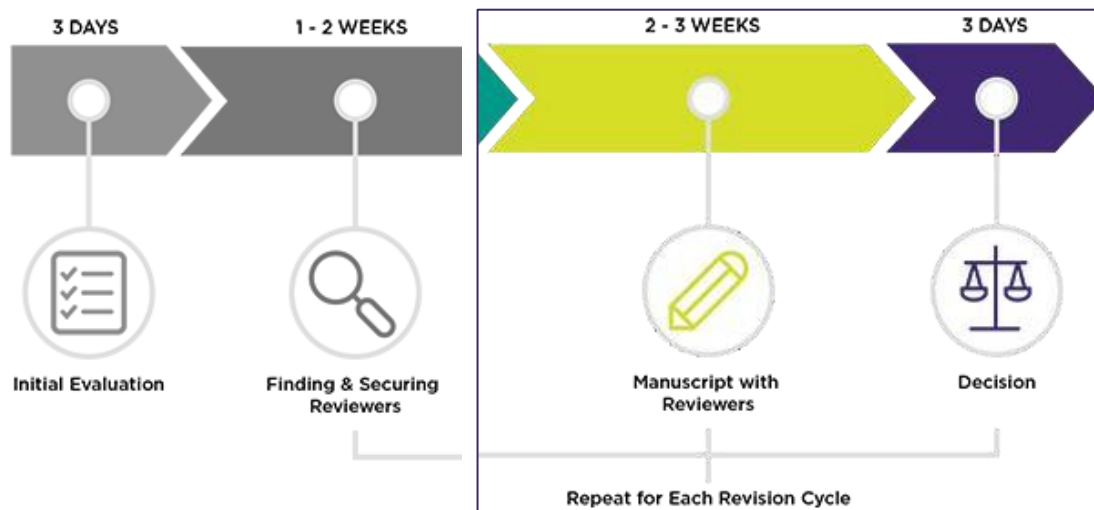 3 DAYS
1 - 2 WEEKS
2 - 3 WEEKS
3 DAYS
Initial Evaluation
Finding & Securing
Reviewers
Manuscript with
Reviewers
Decision
Repeat for Each Revision Cycle